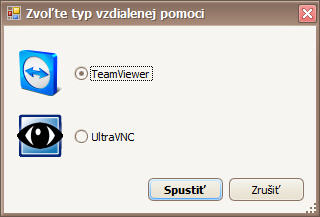 Zvoľte typ vzdialenej pomoci
TeamViewer
UltraVNC
Spustiť
Zrušiť